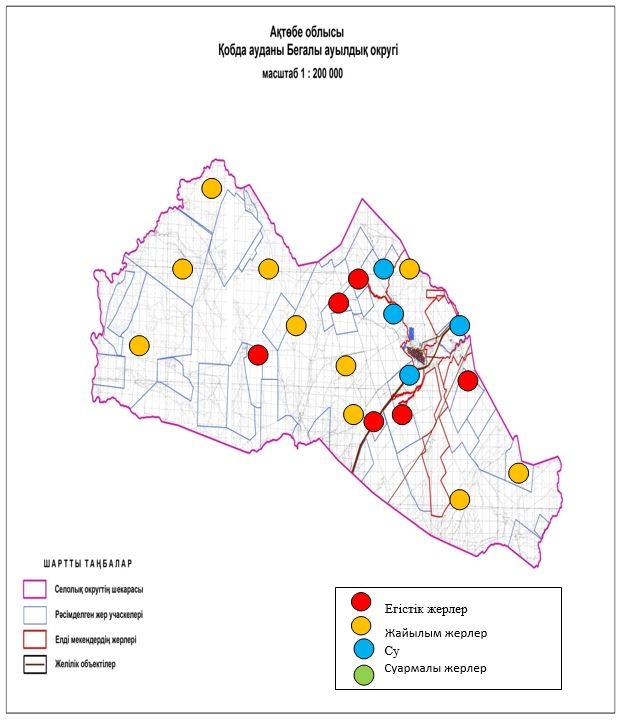 Ақтөбе облысы
Қобда ауданы Бегалы ауылдық округі
масштаб 1 : 200 000
ШАРТТЫ ТАҢБАЛАР
Селолық округтің шекарасы
Рәсімделген жер учаскелері
Елді мекендердің жерлері
Желілік объектілер
Егістік жерлер
Жайылым жерлер
Су
Суармалы жерлер